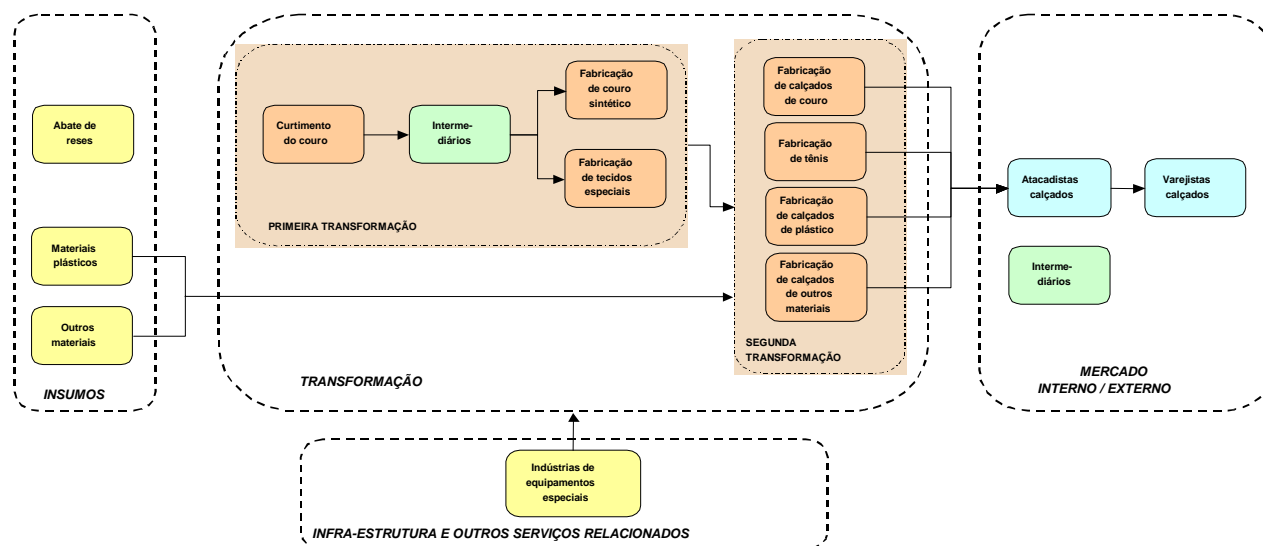 Abate de
reses
Materiais
plásticos
Outros
materiais
INSUMOS
Curtimento
do couro
Interme-
diários
Fabricação
de couro
sintético
Fabricação
de tecidos
especiais
PRIMEIRA TRANSFORMAÇÃO
Fabricação
de calçados
de couro
Fabricação
de tênis
Fabricação
de calçados
de plástico
Fabricação
de calçados
de outros
materiais
SEGUNDA
TRANSFORMAÇÃO
TRANSFORMAÇÃO
Atacadistas
calçados
Varejistas
calçados
Interme-
diários
MERCADO
INTERNO / EXTERNO
Indústrias de
equipamentos
especiais
INFRA-ESTRUTURA E OUTROS SERVIÇOS RELACIONADOS